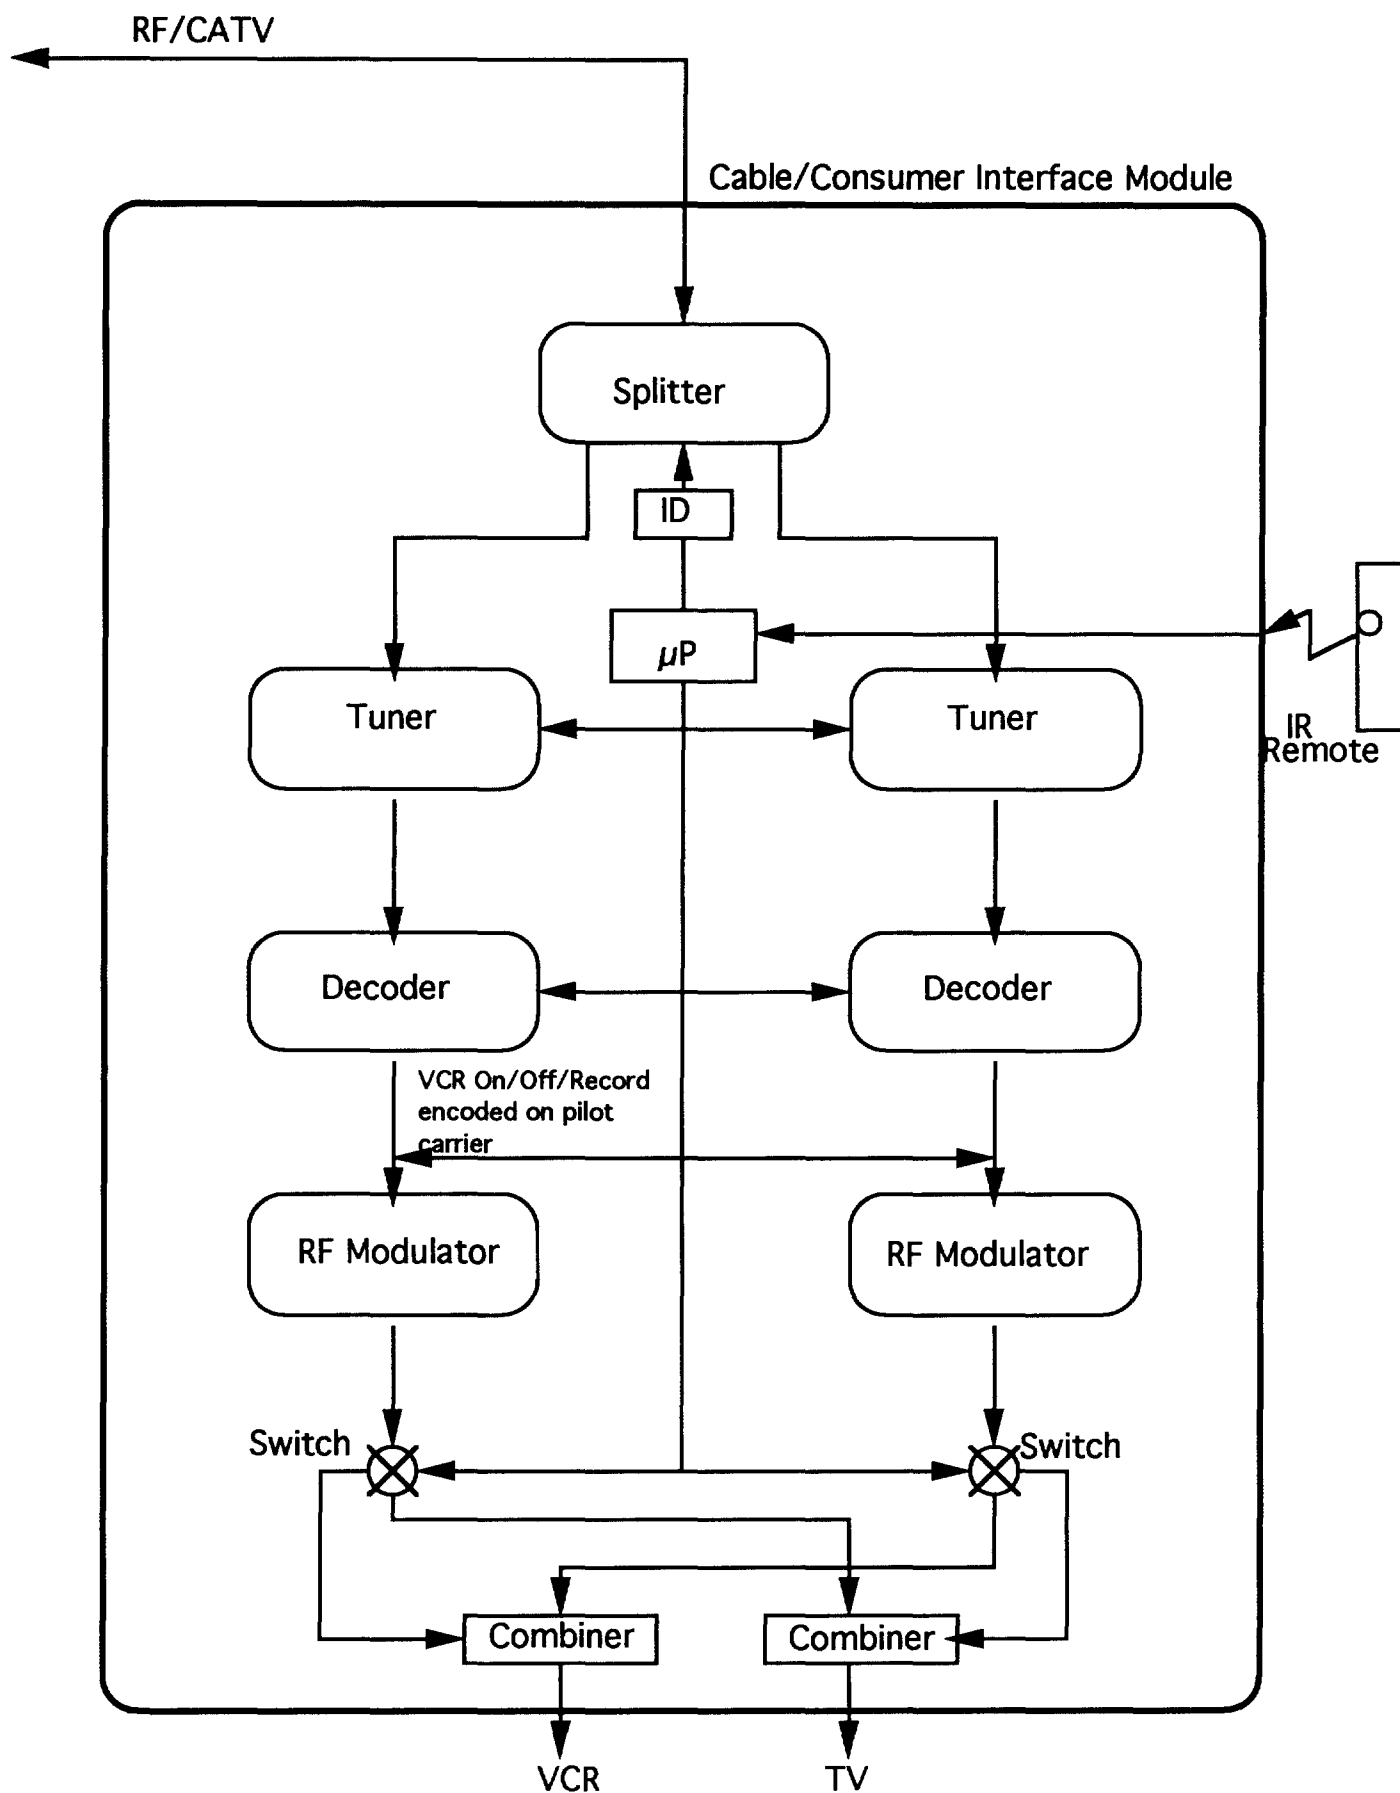 RF/CATV
Cable/Consumer Interface Module
Splitter
ID
µP
Tuner
Tuner
IR
Remote
Decoder
Decoder
VCR On/Off/Record
encoded on pilot
carrier
RF Modulator
RF Modulator
Switch
Switch
Combiner
Combiner
VCR
TV